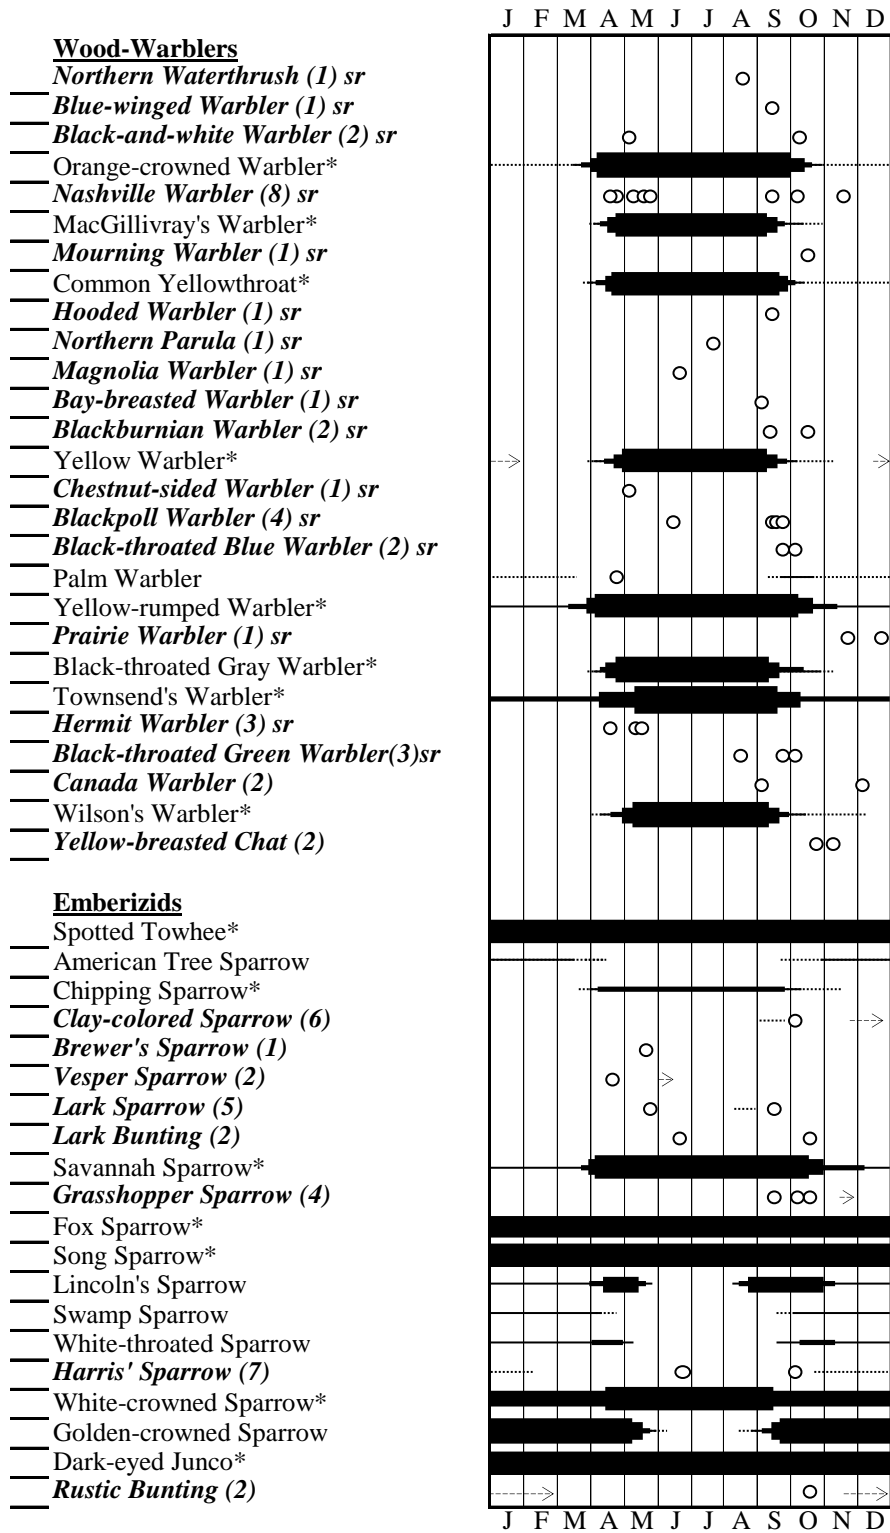 J F M A M J J A S O N D
Wood-Warblers
Northern Waterthrush (1) sr
Blue-winged Warbler (1) sr
Black-and-white Warbler (2) sr
Orange-crowned Warbler*
Nashville Warbler (8) sr
MacGillivray's Warbler*
Mourning Warbler (1) sr
Common Yellowthroat*
Hooded Warbler (1) sr
Northern Parula (1) sr
Magnolia Warbler (1) sr
Bay-breasted Warbler (1) sr
Blackburnian Warbler (2) sr
Yellow Warbler*
Chestnut-sided Warbler (1) sr
Blackpoll Warbler (4) sr
Black-throated Blue Warbler (2) sr
Palm Warbler
Yellow-rumped Warbler*
Prairie Warbler (1) sr
Black-throated Gray Warbler*
Townsend's Warbler*
Hermit Warbler (3) sr
Black-throated Green Warbler(3)sr
Canada Warbler (2)
Wilson's Warbler*
Yellow-breasted Chat (2)
Emberizids
Spotted Towhee*
American Tree Sparrow
Chipping Sparrow*
Clay-colored Sparrow (6)
Brewer's Sparrow (1)
Vesper Sparrow (2)
Lark Sparrow (5)
Lark Bunting (2)
Savannah Sparrow*
Grasshopper Sparrow (4)
Fox Sparrow*
Song Sparrow*
Lincoln's Sparrow
Swamp Sparrow
White-throated Sparrow
Harris' Sparrow (7)
White-crowned Sparrow*
Golden-crowned Sparrow
Dark-eyed Junco*
Rustic Bunting (2)
J F M A M J J A S O N D